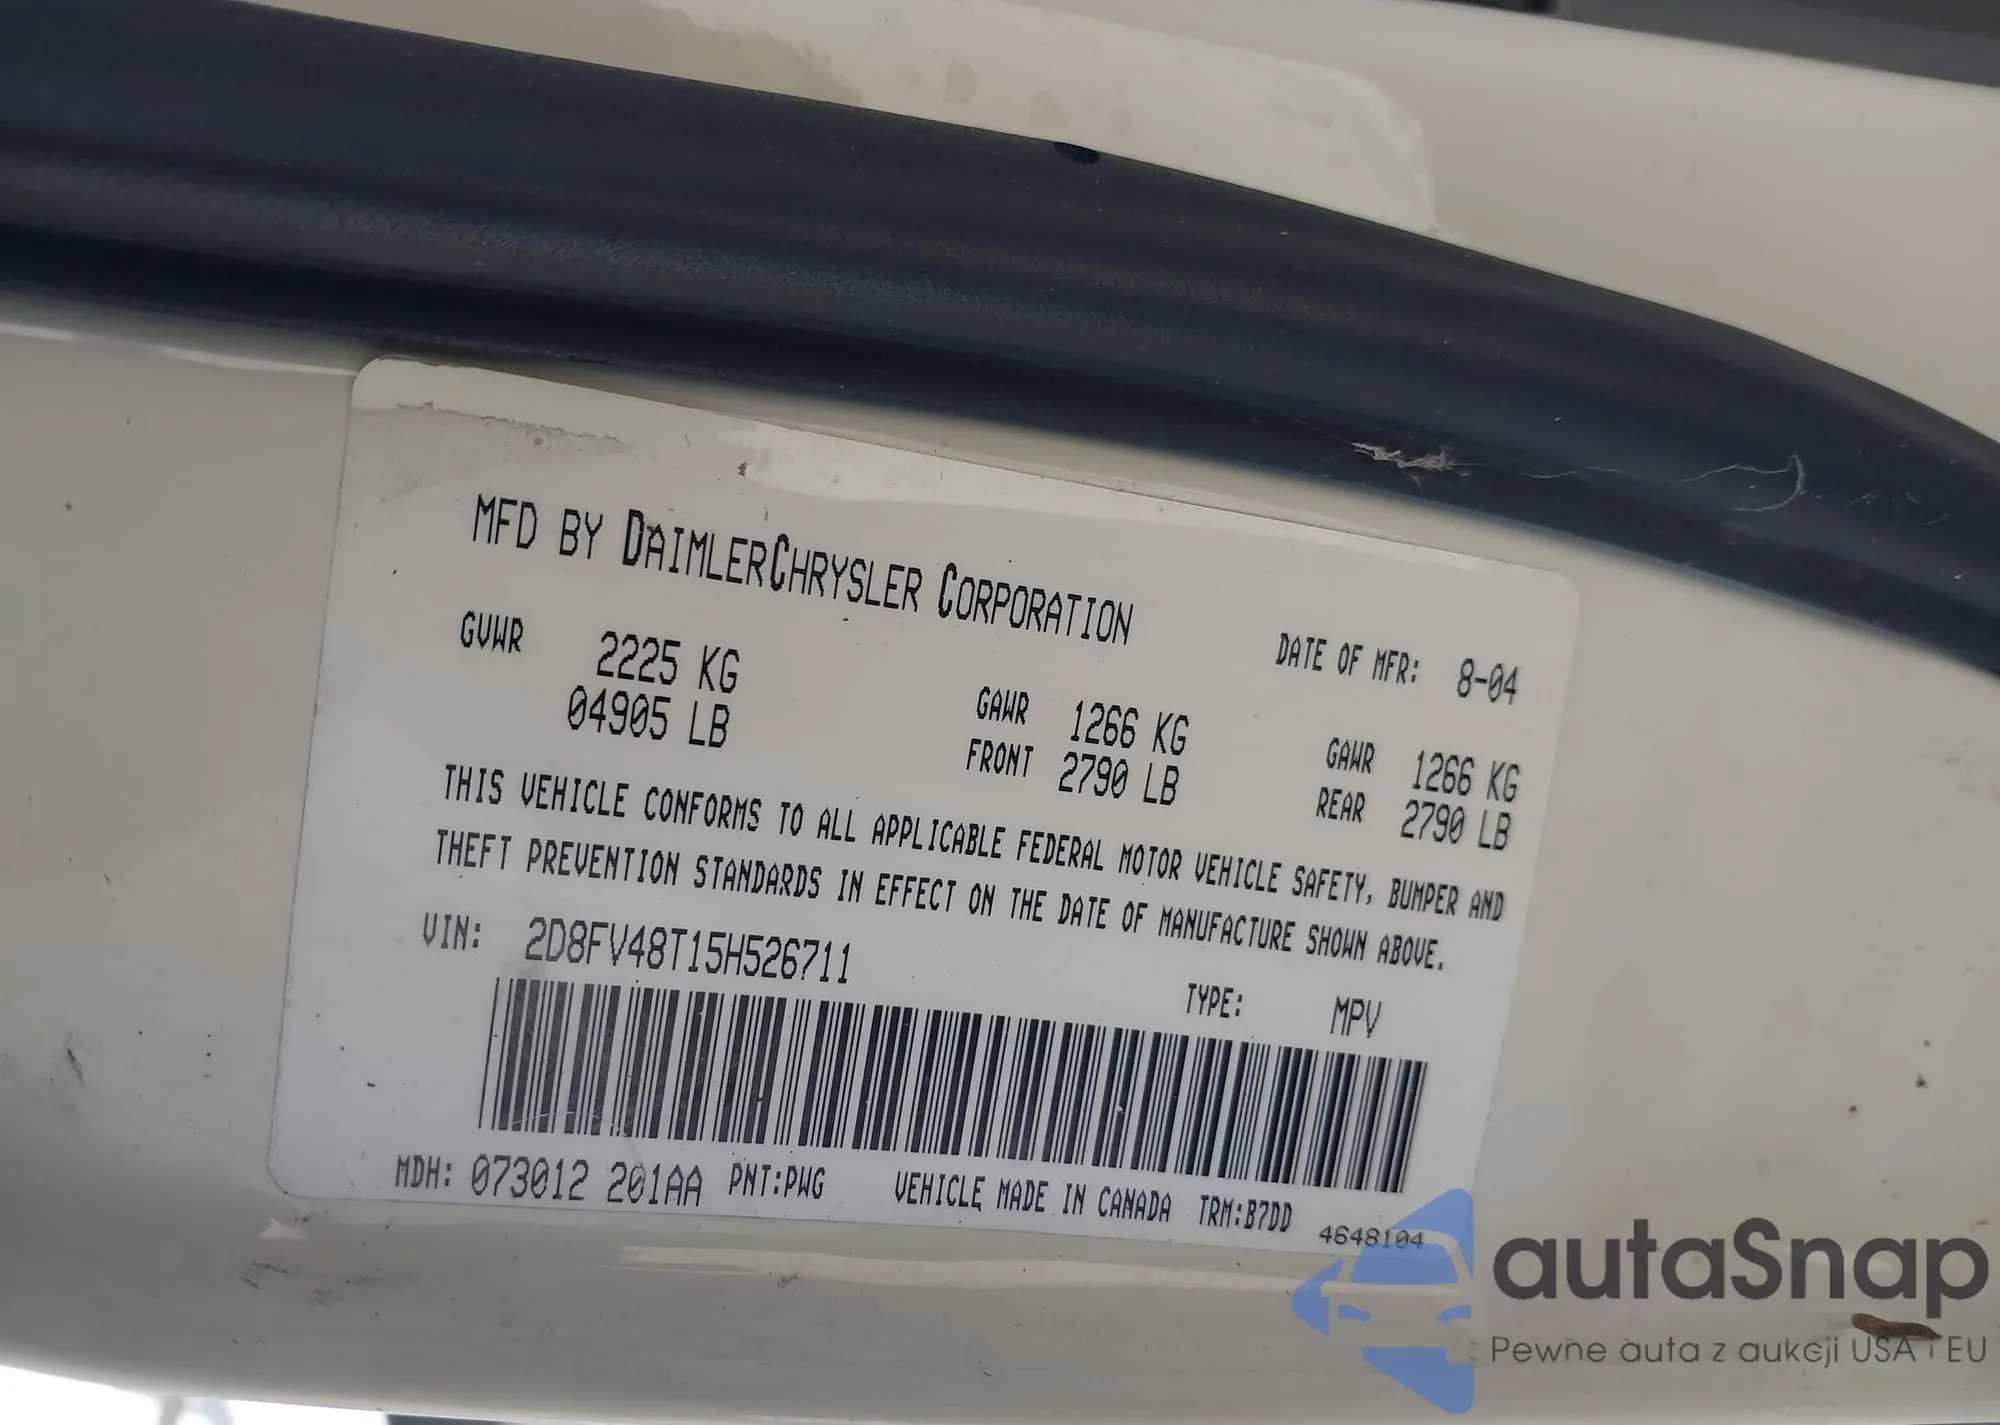 MFD BY DAIMLERCHRYSLER CORPORATION
DATE OF MFR: 8-04
GVWR 2225 KG
04905 LB
GAWR 1266 KG
FRONT 2790 LB
GAWR 1266 KG
REAR 2790 LB
THIS VEHICLE CONFORMS TO ALL APPLICABLE FEDERAL MOTOR VEHICLE SAFETY, BUMPER AND
THEFT PREVENTION STANDARDS IN EFFECT ON THE DATE OF MANUFACTURE SHOWN ABOVE.
VIN: 2D8FV48T15H526711
TYPE: MPV
MDH: 073012 201AA PNT:PWG VEHICLE MADE IN CANADA TRM:B7DD 4648104
autaSnap
Pewne auta z aukcji USA i EU